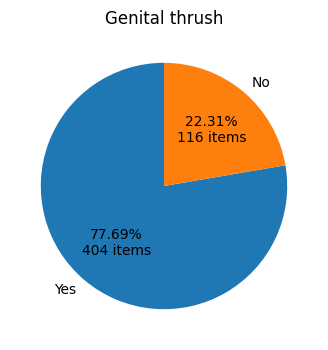 Genital thrush
No
22.31%
116 items
77.69%
404 items
Yes